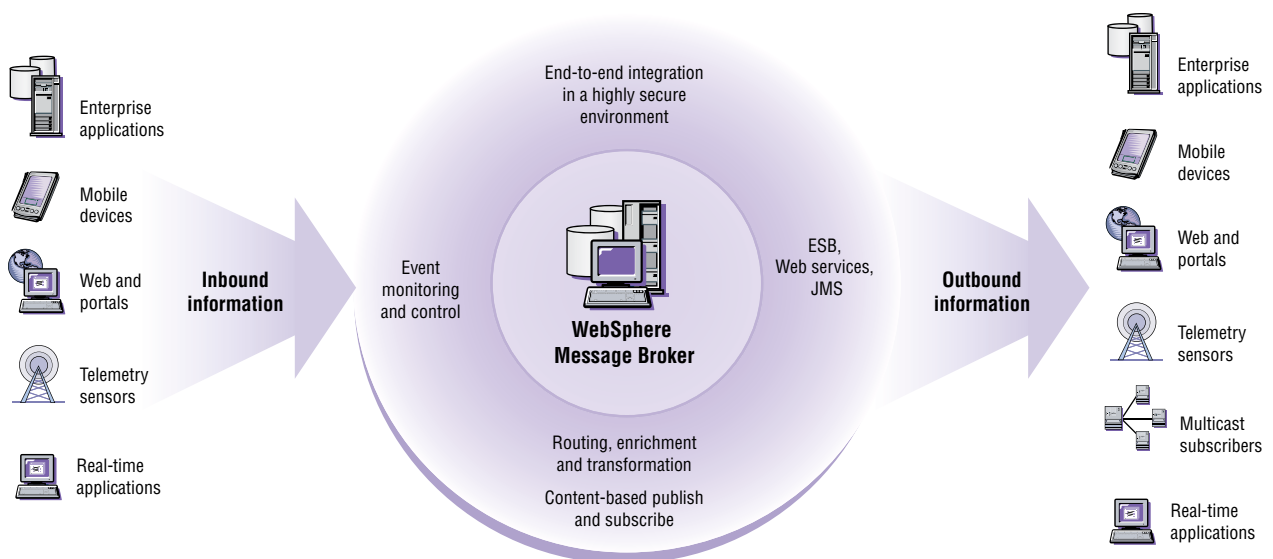 Enterprise
applications
Mobile
devices
Web and
portals
Telemetry
sensors
Real-time
applications
Inbound
information
End-to-end integration
in a highly secure
environment
Event
monitoring
and control
WebSphere
Message Broker
ESB,
Web services,
JMS
Routing, enrichment
and transformation
Content-based publish
and subscribe
Outbound
information
Enterprise
applications
Mobile
devices
Web and
portals
Telemetry
sensors
Multicast
subscribers
Real-time
applications